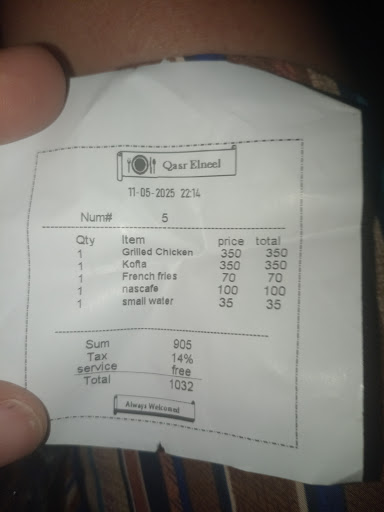 Qasr Elneel
11-05-2025 22:14
Num# 5
Qty Item price total
1 Grilled Chicken 350 350
1 Kofta 350 350
1 French fries 70 70
1 nascafe 100 100
1 small water 35 35
Sum 905
Tax 14%
service free
Total 1032
Always Welcomed